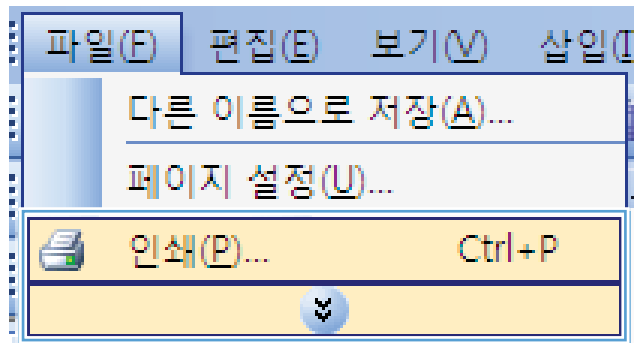 파일(F) 편집(E) 보기(V) 삽입(I
다른 이름으로 저장(A)...
페이지 설정(U)...
인쇄(P)... Ctrl+P